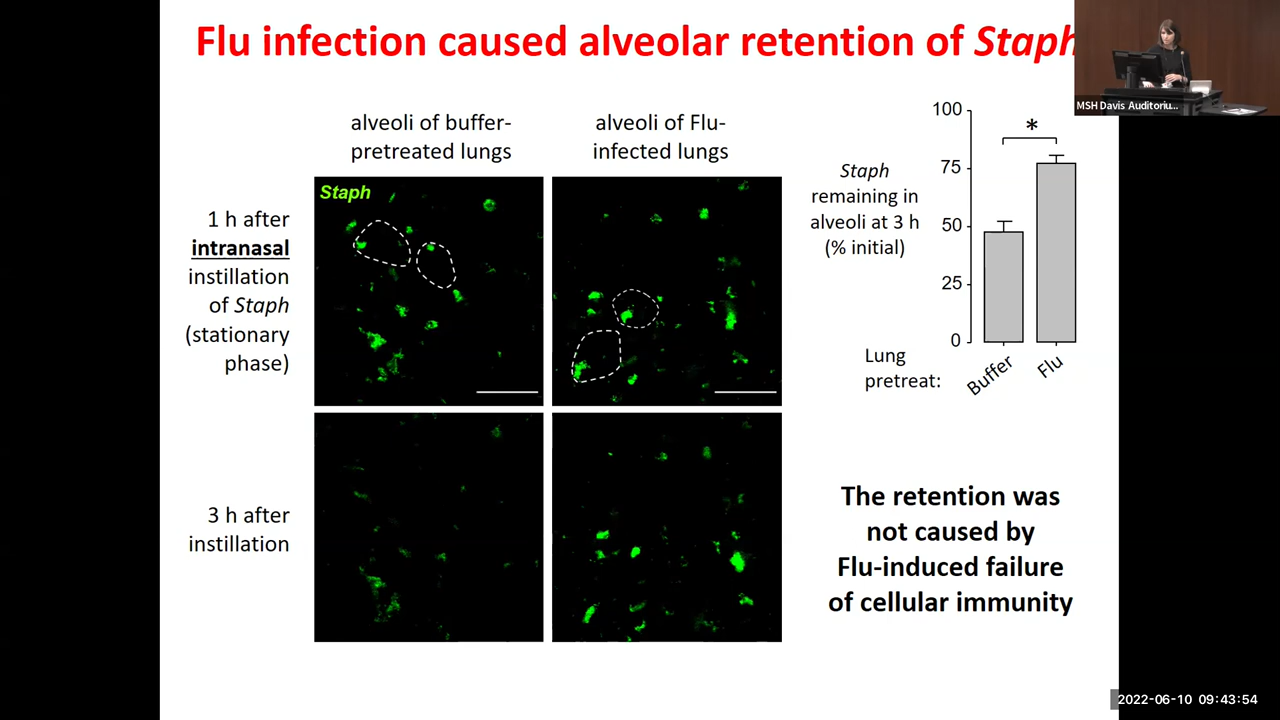 Flu infection caused alveolar retention of Staph
MSH Davis Auditoriu...
alveoli of buffer-
pretreated lungs
alveoli of Flu-
infected lungs
Staph
1 h after
intranasal
instillation
of Staph
(stationary
phase)
3 h after
instillation
Staph
remaining in
alveoli at 3 h
(% initial)
100
75
50
25
0
*
Lung
pretreat:
Buffer
Flu
The retention was
not caused by
Flu-induced failure
of cellular immunity
2022-06-10 09:43:54